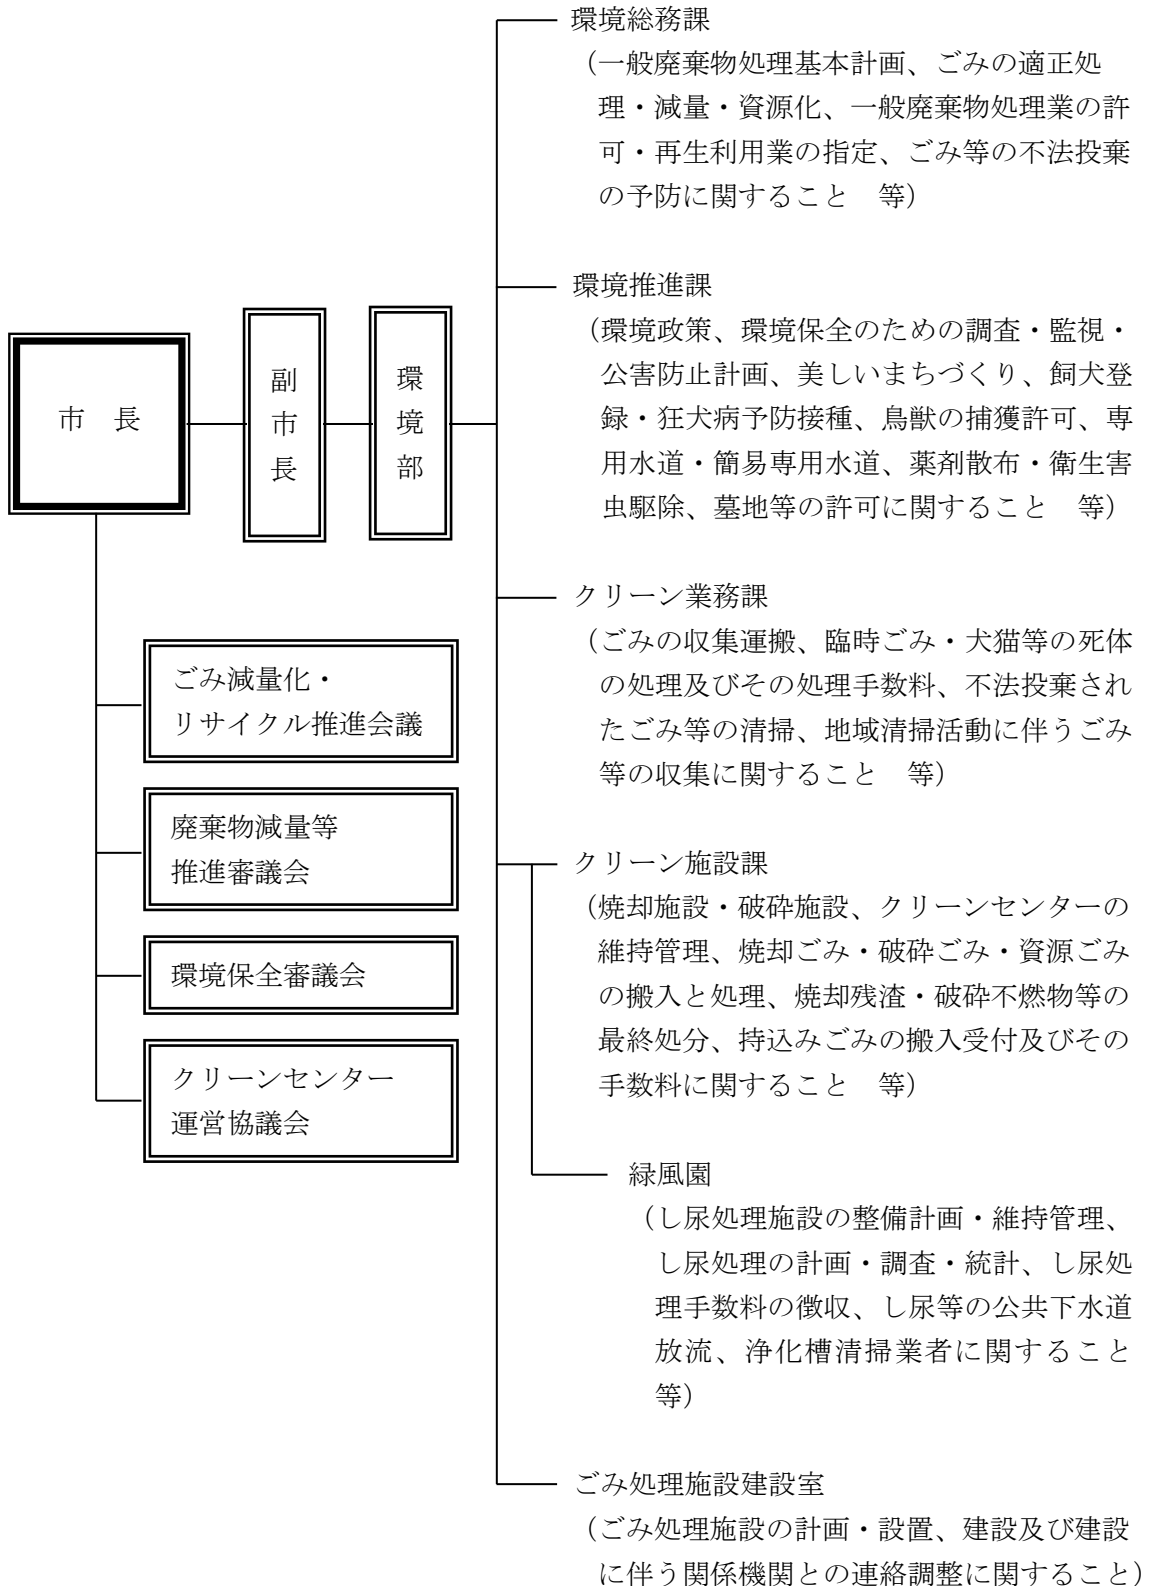 環境総務課
（一般廃棄物処理基本計画、ごみの適正処
理・減量・資源化、一般廃棄物処理業の許
可・再生利用業の指定、ごみ等の不法投棄
の予防に関すること　等）
環境推進課
（環境政策、環境保全のための調査・監視・
公害防止計画、美しいまちづくり、飼犬登
録・狂犬病予防接種、鳥獣の捕獲許可、専
用水道・簡易専用水道、薬剤散布・衛生害
虫駆除、墓地等の許可に関すること　等）
市　長
副市長
環境部
クリーン業務課
（ごみの収集運搬、臨時ごみ・犬猫等の死体
の処理及びその処理手数料、不法投棄され
たごみ等の清掃、地域清掃活動に伴うごみ
等の収集に関すること　等）
ごみ減量化・
リサイクル推進会議
廃棄物減量等
推進審議会
環境保全審議会
クリーンセンター
運営協議会
クリーン施設課
（焼却施設・破砕施設、クリーンセンターの
維持管理、焼却ごみ・破砕ごみ・資源ごみ
の搬入と処理、焼却残渣・破砕不燃物等の
最終処分、持込みごみの搬入受付及びその
手数料に関すること　等）
緑風園
（し尿処理施設の整備計画・維持管理、
し尿処理の計画・調査・統計、し尿処
理手数料の徴収、し尿等の公共下水道
放流、浄化槽清掃業者に関すること
等）
ごみ処理施設建設室
（ごみ処理施設の計画・設置、建設及び建設
に伴う関係機関との連絡調整に関すること）